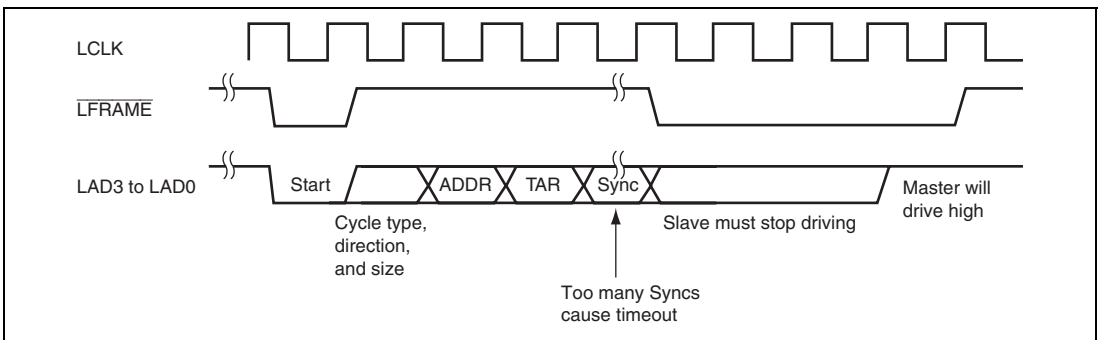 LCLK
LFRAME
LAD3 to LAD0
Start
ADDR
TAR
Sync
Cycle type,
direction,
and size
Slave must stop driving
Master will
drive high
Too many Syncs
cause timeout